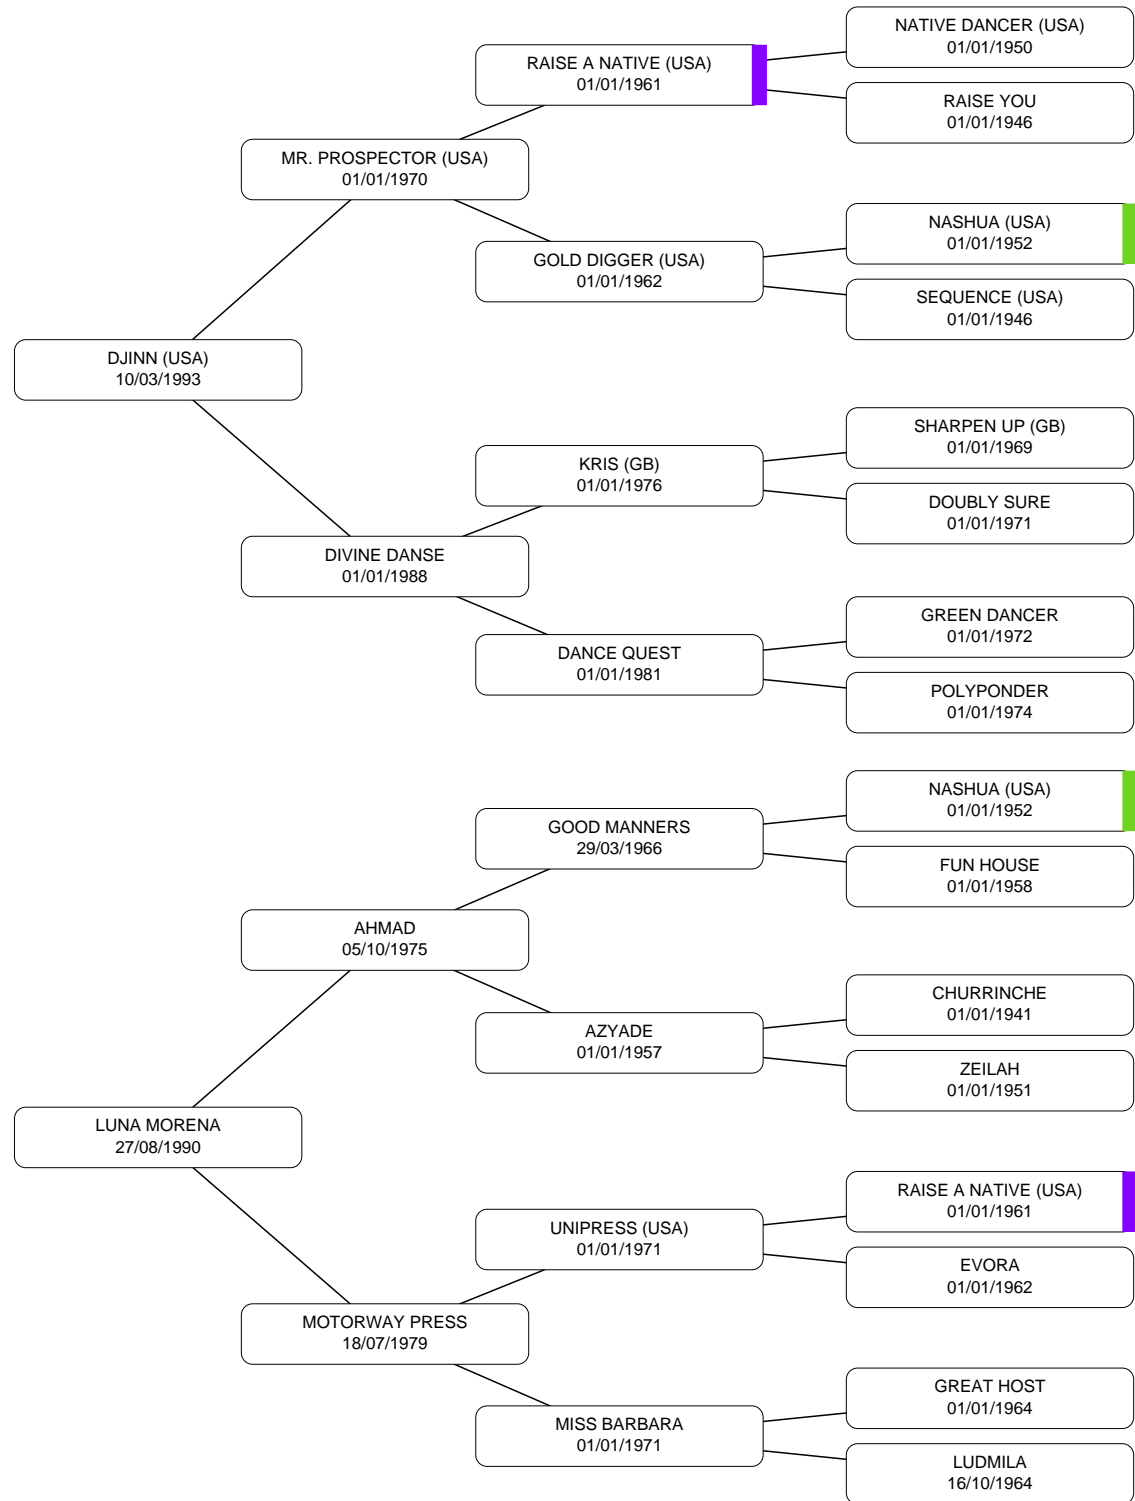 NATIVE DANCER (USA)
01/01/1950
RAISE A NATIVE (USA)
01/01/1961
RAISE YOU
01/01/1946
MR. PROSPECTOR (USA)
01/01/1970
NASHUA (USA)
01/01/1952
GOLD DIGGER (USA)
01/01/1962
SEQUENCE (USA)
01/01/1946
DJINN (USA)
10/03/1993
SHARPEN UP (GB)
01/01/1969
KRIS (GB)
01/01/1976
DOUBLY SURE
01/01/1971
DIVINE DANSE
01/01/1988
GREEN DANCER
01/01/1972
DANCE QUEST
01/01/1981
POLYPONDER
01/01/1974
NASHUA (USA)
01/01/1952
GOOD MANNERS
29/03/1966
FUN HOUSE
01/01/1958
AHMAD
05/10/1975
CHURRINCHE
01/01/1941
AZYADE
01/01/1957
ZEILAH
01/01/1951
LUNA MORENA
27/08/1990
RAISE A NATIVE (USA)
01/01/1961
UNIPRESS (USA)
01/01/1971
EVORA
01/01/1962
MOTORWAY PRESS
18/07/1979
GREAT HOST
01/01/1964
MISS BARBARA
01/01/1971
LUDMILA
16/10/1964